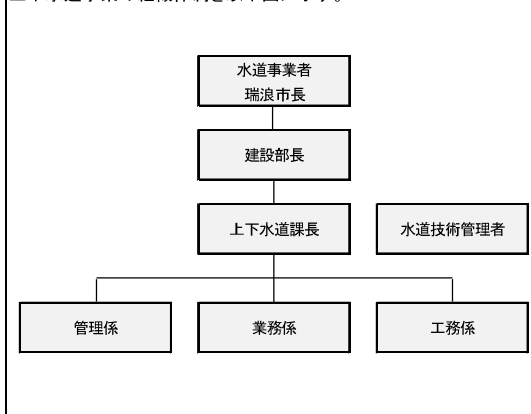 水道事業者
瑞浪市長
建設部長
上下水道課長
水道技術管理者
管理係
業務係
工務係